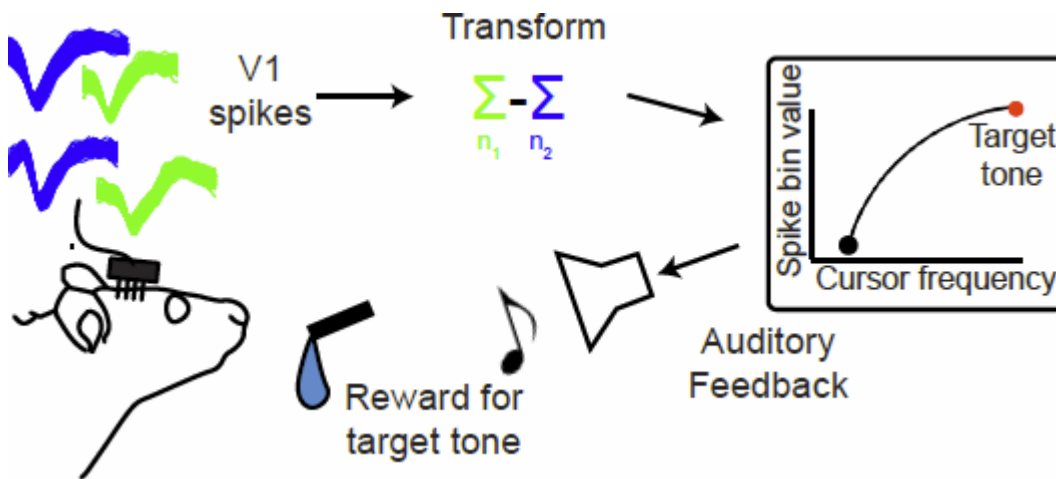 Transform
V1
spikes
Σ-Σ
n1 n2
Spike bin value
Target
tone
Cursor frequency
Auditory
Feedback
Reward for
target tone